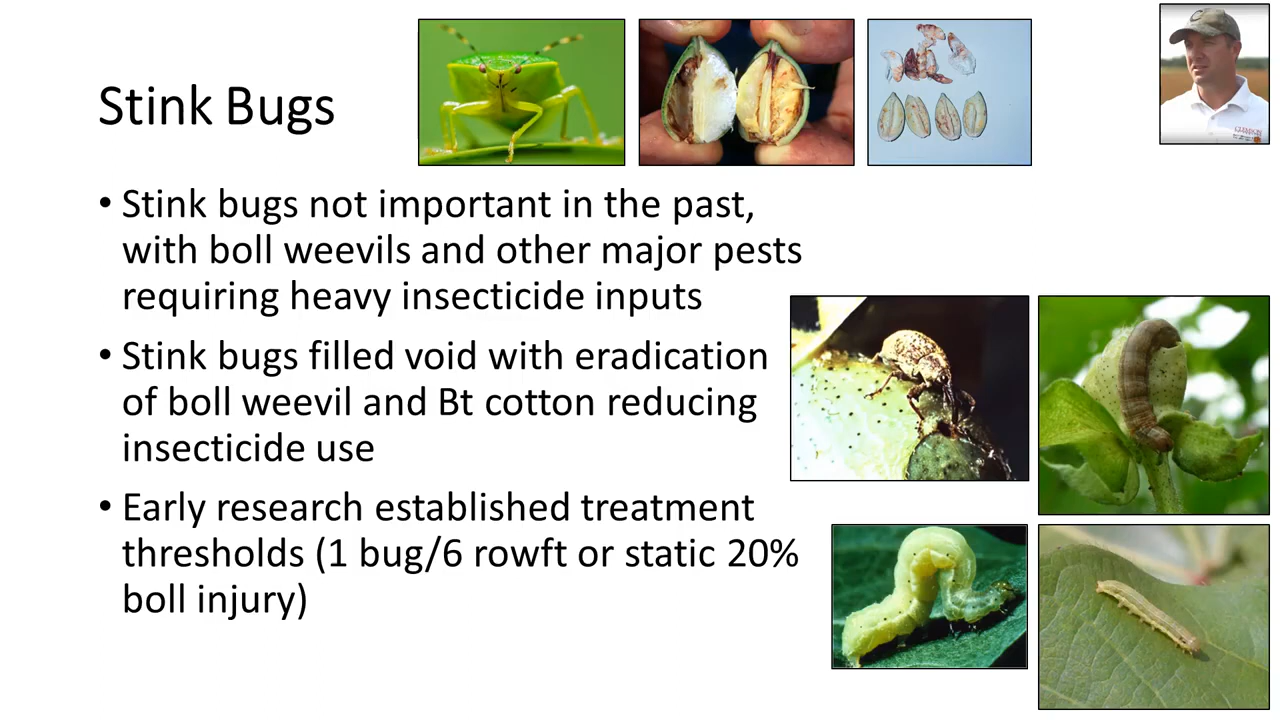 Stink Bugs
• Stink bugs not important in the past,
with boll weevils and other major pests
requiring heavy insecticide inputs
• Stink bugs filled void with eradication
of boll weevil and Bt cotton reducing
insecticide use
• Early research established treatment
thresholds (1 bug/6 rowft or static 20%
boll injury)
CLEMSON